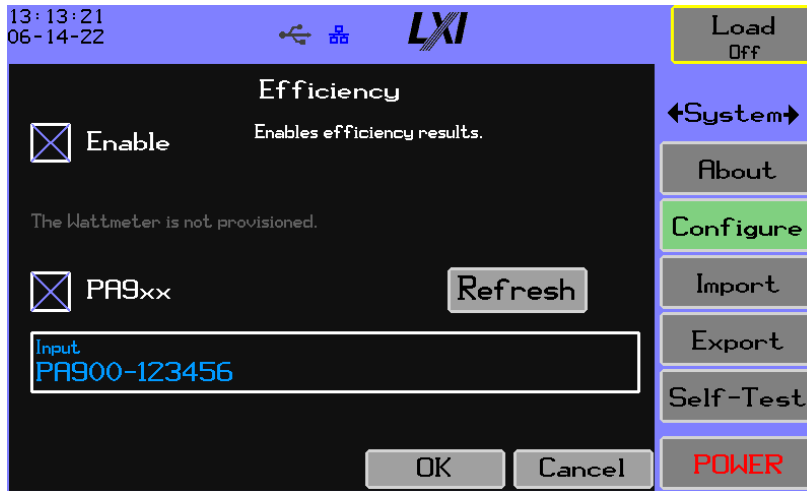 13:13:21
06-14-22
LXI
Load
Off
Efficiency
Enable
Enables efficiency results.
The Wattmeter is not provisioned.
PA9xx
Refresh
Input
PA900-123456
OK
Cancel
←System→
About
Configure
Import
Export
Self-Test
POWER